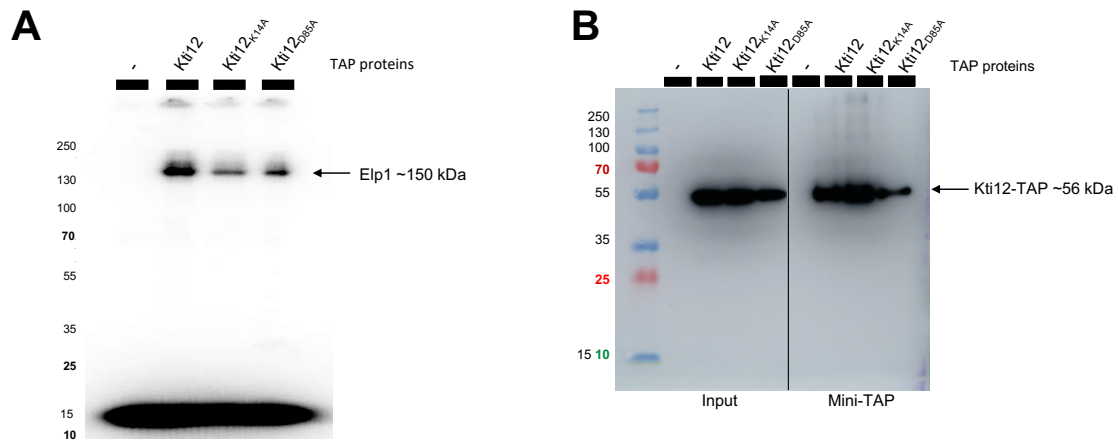 A
- Kti12 Kti12K14A Kti12D85A TAP proteins
250
130
100
70
55
35
25
15
10
Elp1 ~150 kDa
B
- Kti12 Kti12K14A Kti12D85A - Kti12 Kti12K14A Kti12D85A TAP proteins
250
130
100
70
55
35
25
15 10
Kti12-TAP ~56 kDa
Input Mini-TAP